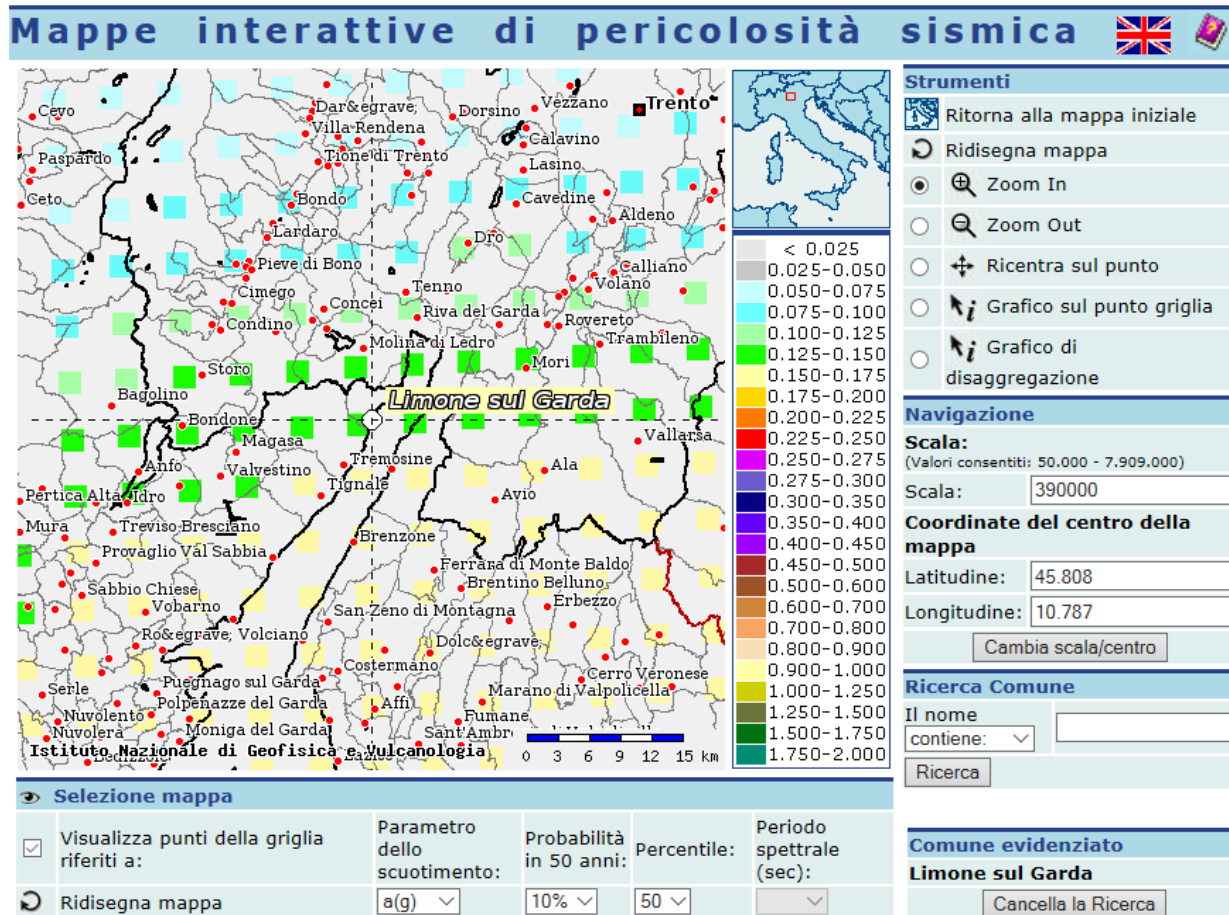 Mappe interattive di pericolosità sismica
Cevo
Dar&egrave;
Dorsino
Vezzano
Trento
Villa Rendena
Calavino
Paspardo
Tione di Trento
Lasino
Ceto
Bondo
Cavedine
Aldeno
Lardaro
Dro
Pieve di Bono
Calliano
Cimego
Tenno
Volano
Concei
Riva del Garda
Condino
Rovereto
Molina di Ledro
Trambileno
Storo
Mori
Bagolino
Limone sul Garda
Bondone
Magasa
Vallarsa
Anfo
Valvestino
Tremosine
Ala
Tignale
Pertica Alta
Idro
Avio
Mura
Treviso Bresciano
Brenzone
Provaglio Val Sabbia
Ferrara di Monte Baldo
Sabbio Chiese
Brentino Belluno
Vobarno
San Zeno di Montagna
Erbezzo
Ro&egrave; Volciano
Dolc&egrave;
Costermano
Puegnago sul Garda
Cerro Veronese
Serle
Polpenazze del Garda
Affi
Marano di Valpolicella
Nuvolento
Fumane
Nuvolera
Moniga del Garda
Sant'Ambr
Istituto Nazionale di Geofisica e Vulcanologia
Bedizzole
Lazise
0 3 6 9 12 15 km
< 0.025
0.025-0.050
0.050-0.075
0.075-0.100
0.100-0.125
0.125-0.150
0.150-0.175
0.175-0.200
0.200-0.225
0.225-0.250
0.250-0.275
0.275-0.300
0.300-0.350
0.350-0.400
0.400-0.450
0.450-0.500
0.500-0.600
0.600-0.700
0.700-0.800
0.800-0.900
0.900-1.000
1.000-1.250
1.250-1.500
1.500-1.750
1.750-2.000
Strumenti
Ritorna alla mappa iniziale
Ridisegna mappa
Zoom In
Zoom Out
Ricentra sul punto
Grafico sul punto griglia
Grafico di
disaggregazione
Navigazione
Scala:
(Valori consentiti: 50.000 - 7.909.000)
Scala: 390000
Coordinate del centro della
mappa
Latitudine: 45.808
Longitudine: 10.787
Cambia scala/centro
Ricerca Comune
Il nome
contiene:
Ricerca
Comune evidenziato
Limone sul Garda
Cancella la Ricerca
Selezione mappa
Visualizza punti della griglia
riferiti a:
Parametro
dello
scuotimento:
Probabilità
in 50 anni:
Percentile:
Periodo
spettrale
(sec):
Ridisegna mappa
a(g)
10%
50